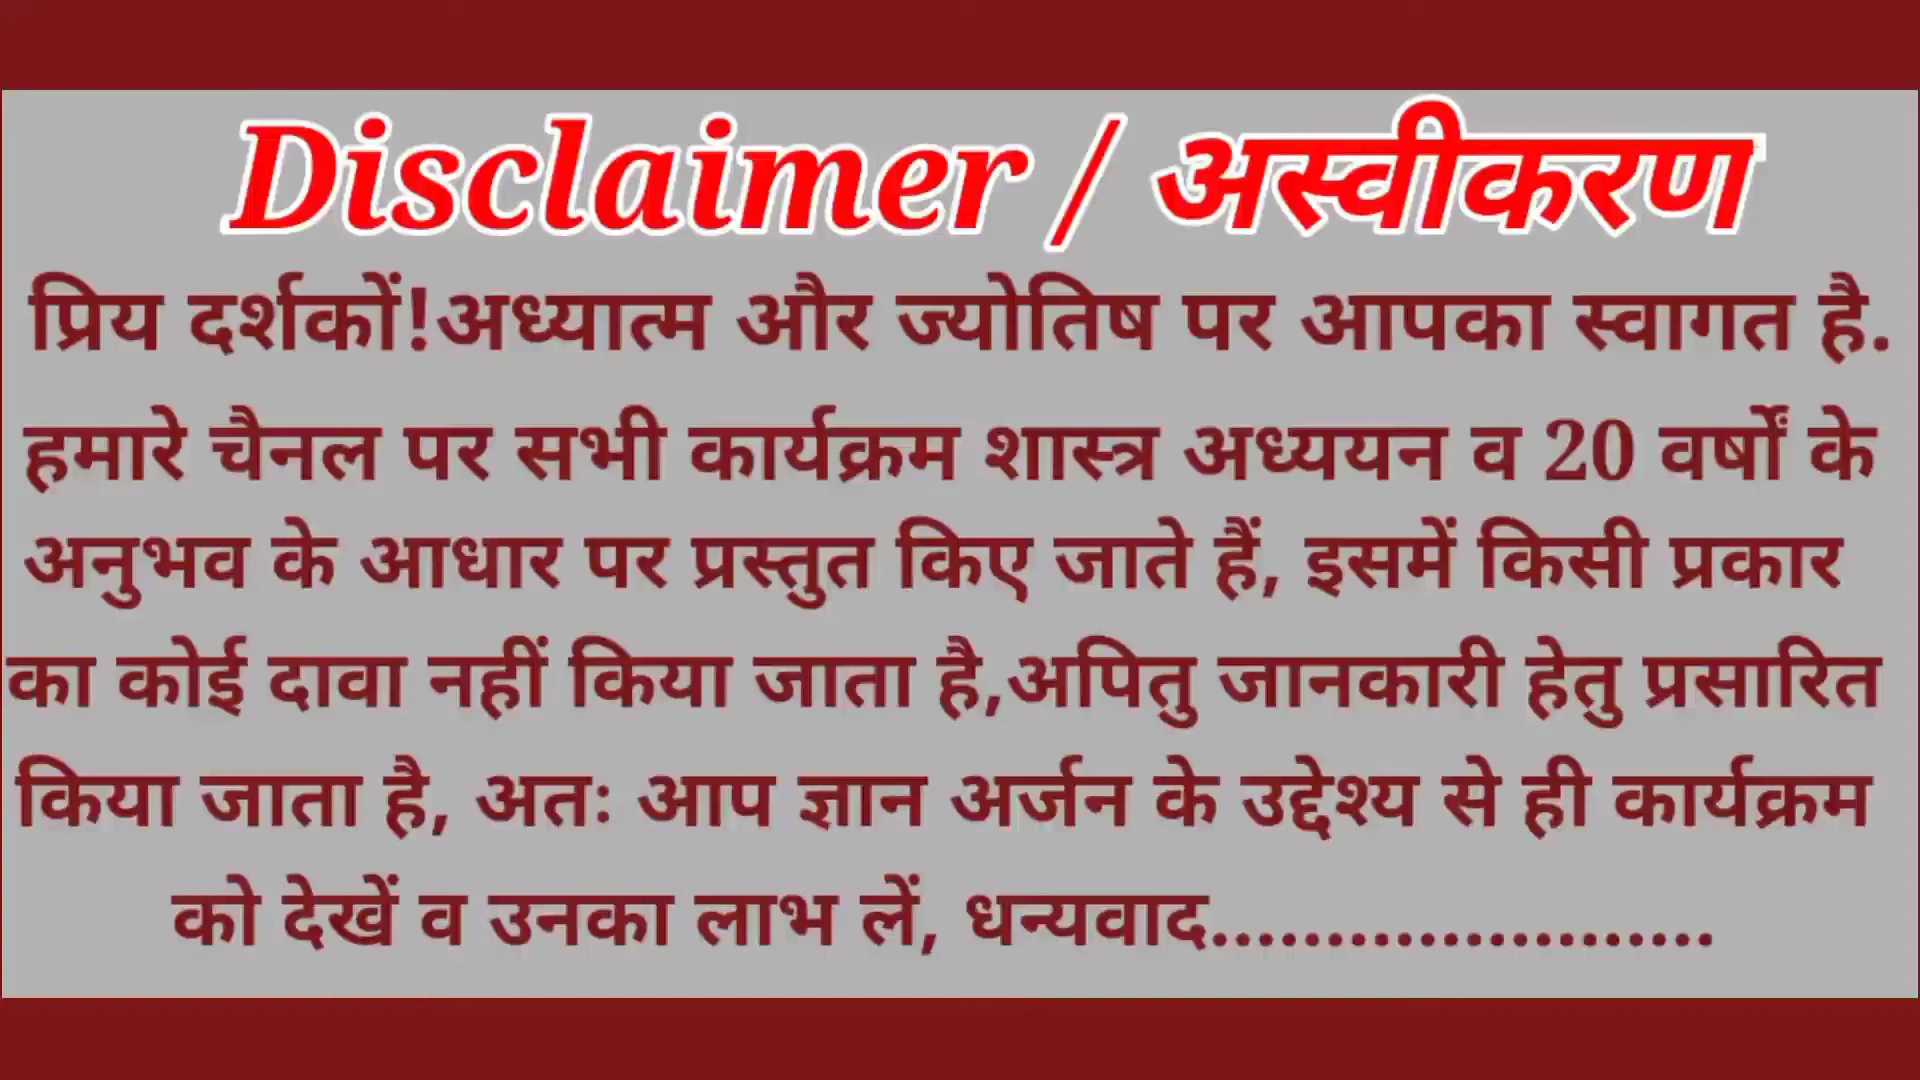 Disclaimer / अस्वीकरण
प्रिय दर्शकों!अध्यात्म और ज्योतिष पर आपका स्वागत है.
हमारे चैनल पर सभी कार्यक्रम शास्त्र अध्ययन व 20 वर्षों के
अनुभव के आधार पर प्रस्तुत किए जाते हैं, इसमें किसी प्रकार
का कोई दावा नहीं किया जाता है,अपितु जानकारी हेतु प्रसारित
किया जाता है, अतः आप ज्ञान अर्जन के उद्देश्य से ही कार्यक्रम
को देखें व उनका लाभ लें, धन्यवाद......................